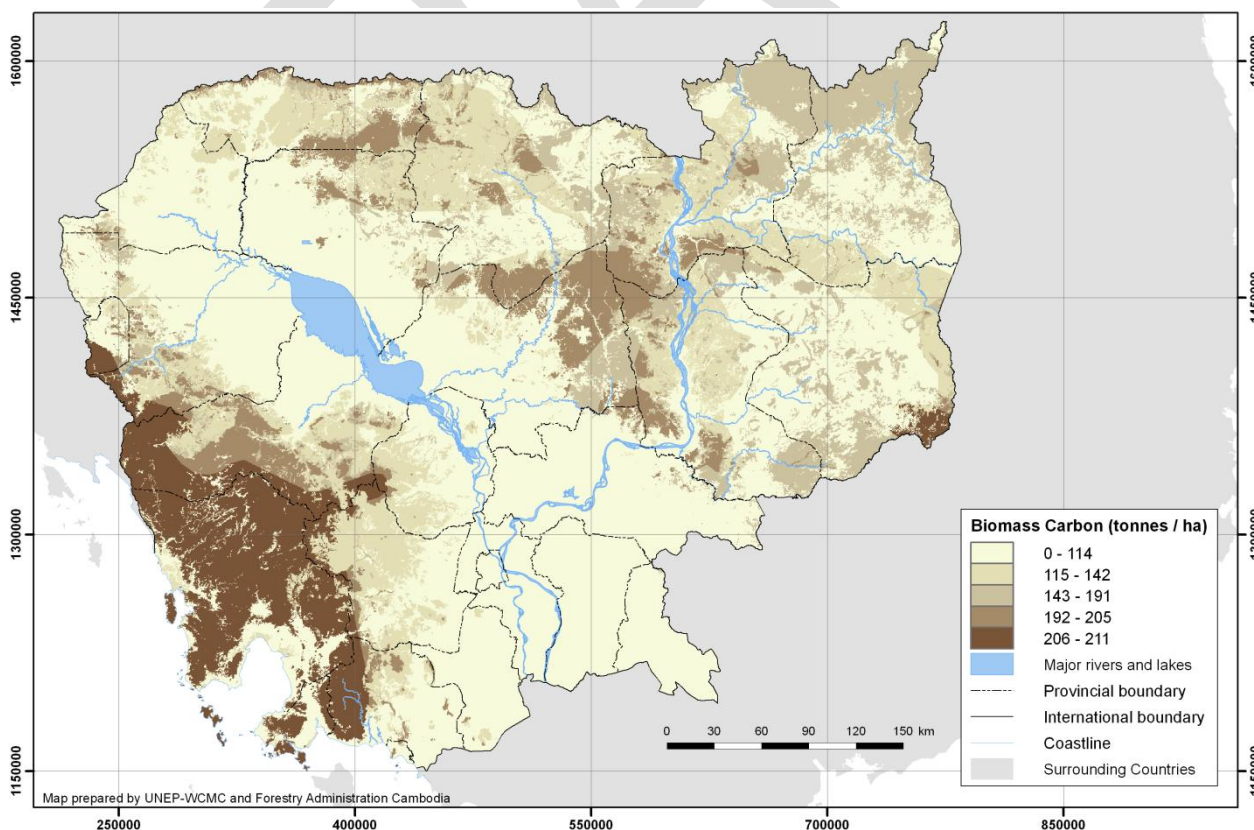 1600000
1450000
1300000
1150000
Biomass Carbon (tonnes / ha)
0 - 114
115 - 142
143 - 191
192 - 205
206 - 211
Major rivers and lakes
Provincial boundary
International boundary
Coastline
Surrounding Countries
0 30 60 90 120 150 km
Map prepared by UNEP-WCMC and Forestry Administration Cambodia
250000 400000 550000 700000 850000